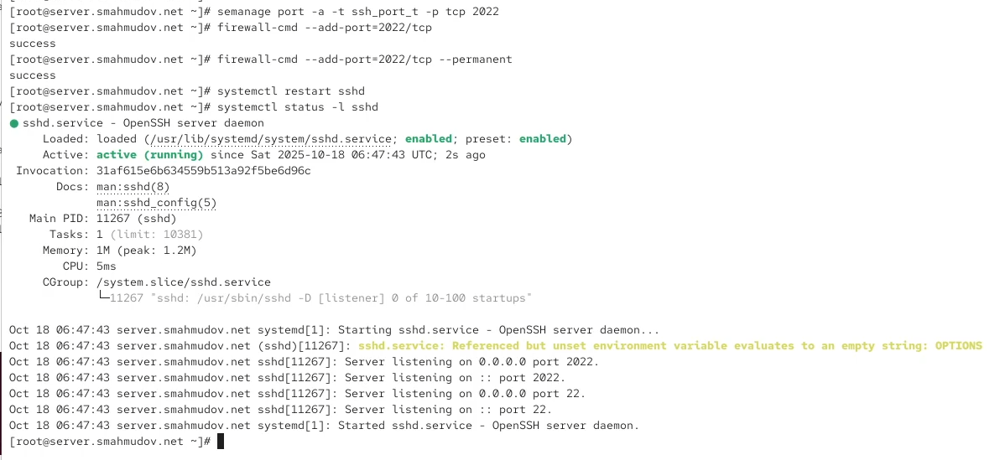 [root@server.smahmudov.net ~]# semanage port -a -t ssh_port_t -p tcp 2022
[root@server.smahmudov.net ~]# firewall-cmd --add-port=2022/tcp
success
[root@server.smahmudov.net ~]# firewall-cmd --add-port=2022/tcp --permanent
success
[root@server.smahmudov.net ~]# systemctl restart sshd
[root@server.smahmudov.net ~]# systemctl status -l sshd
● sshd.service - OpenSSH server daemon
     Loaded: loaded (/usr/lib/systemd/system/sshd.service; enabled; preset: enabled)
     Active: active (running) since Sat 2025-10-18 06:47:43 UTC; 2s ago
 Invocation: 31af615e6b634559b513a92f5be6d96c
       Docs: man:sshd(8)
             man:sshd_config(5)
   Main PID: 11267 (sshd)
      Tasks: 1 (limit: 10381)
     Memory: 1M (peak: 1.2M)
        CPU: 5ms
     CGroup: /system.slice/sshd.service
             └─11267 "sshd: /usr/sbin/sshd -D [listener] 0 of 10-100 startups"

Oct 18 06:47:43 server.smahmudov.net systemd[1]: Starting sshd.service - OpenSSH server daemon...
Oct 18 06:47:43 server.smahmudov.net (sshd)[11267]: sshd.service: Referenced but unset environment variable evaluates to an empty string: OPTIONS
Oct 18 06:47:43 server.smahmudov.net sshd[11267]: Server listening on 0.0.0.0 port 2022.
Oct 18 06:47:43 server.smahmudov.net sshd[11267]: Server listening on :: port 2022.
Oct 18 06:47:43 server.smahmudov.net sshd[11267]: Server listening on 0.0.0.0 port 22.
Oct 18 06:47:43 server.smahmudov.net sshd[11267]: Server listening on :: port 22.
Oct 18 06:47:43 server.smahmudov.net systemd[1]: Started sshd.service - OpenSSH server daemon.
[root@server.smahmudov.net ~]#